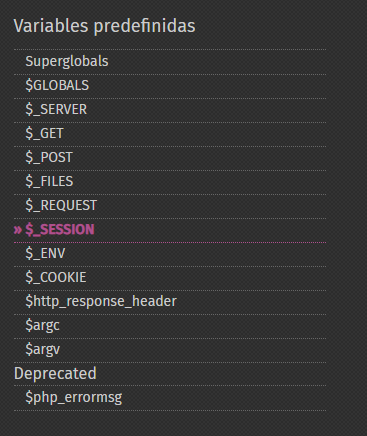 Variables predefinidas
Superglobals
$GLOBALS
$_SERVER
$_GET
$_POST
$_FILES
$_REQUEST
» $_SESSION
$_ENV
$_COOKIE
$http_response_header
$argc
$argv
Deprecated
$php_errormsg